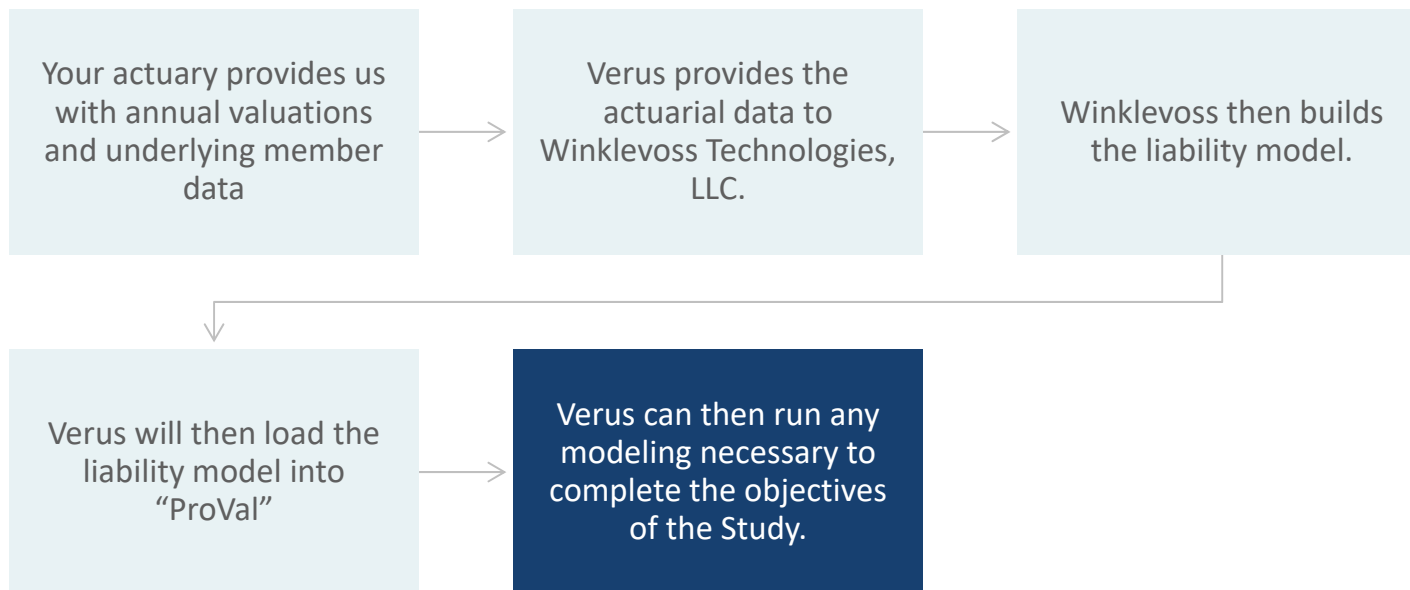 Your actuary provides us
with annual valuations
and underlying member
data
Verus provides the
actuarial data to
Winklevoss Technologies,
LLC.
Winklevoss then builds
the liability model.
Verus will then load the
liability model into
“ProVal”
Verus can then run any
modeling necessary to
complete the objectives
of the Study.